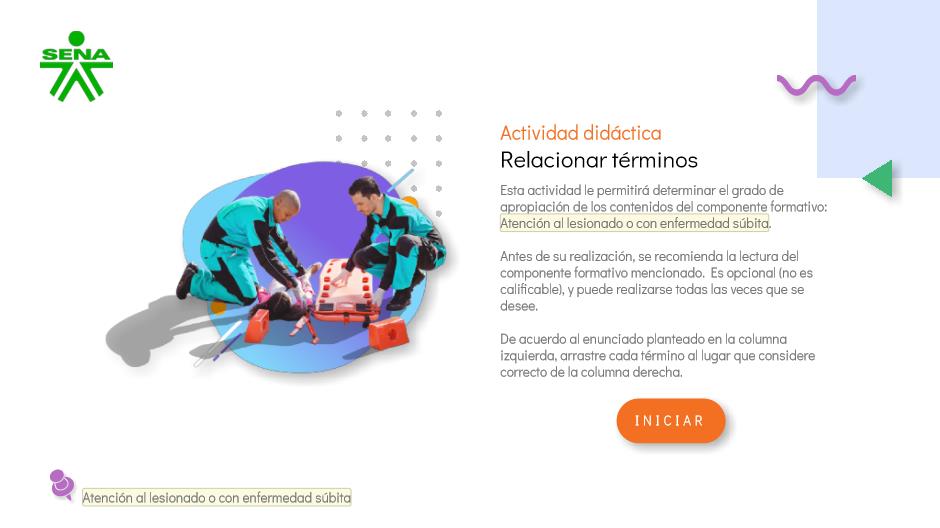 SENA
Actividad didáctica
Relacionar términos
Esta actividad le permitirá determinar el grado de
apropiación de los contenidos del componente formativo:
Atención al lesionado o con enfermedad súbita.
Antes de su realización, se recomienda la lectura del
componente formativo mencionado. Es opcional (no es
calificable), y puede realizarse todas las veces que se
desee.
De acuerdo al enunciado planteado en la columna
izquierda, arrastre cada término al lugar que considere
correcto de la columna derecha.
INICIAR
Atención al lesionado o con enfermedad súbita